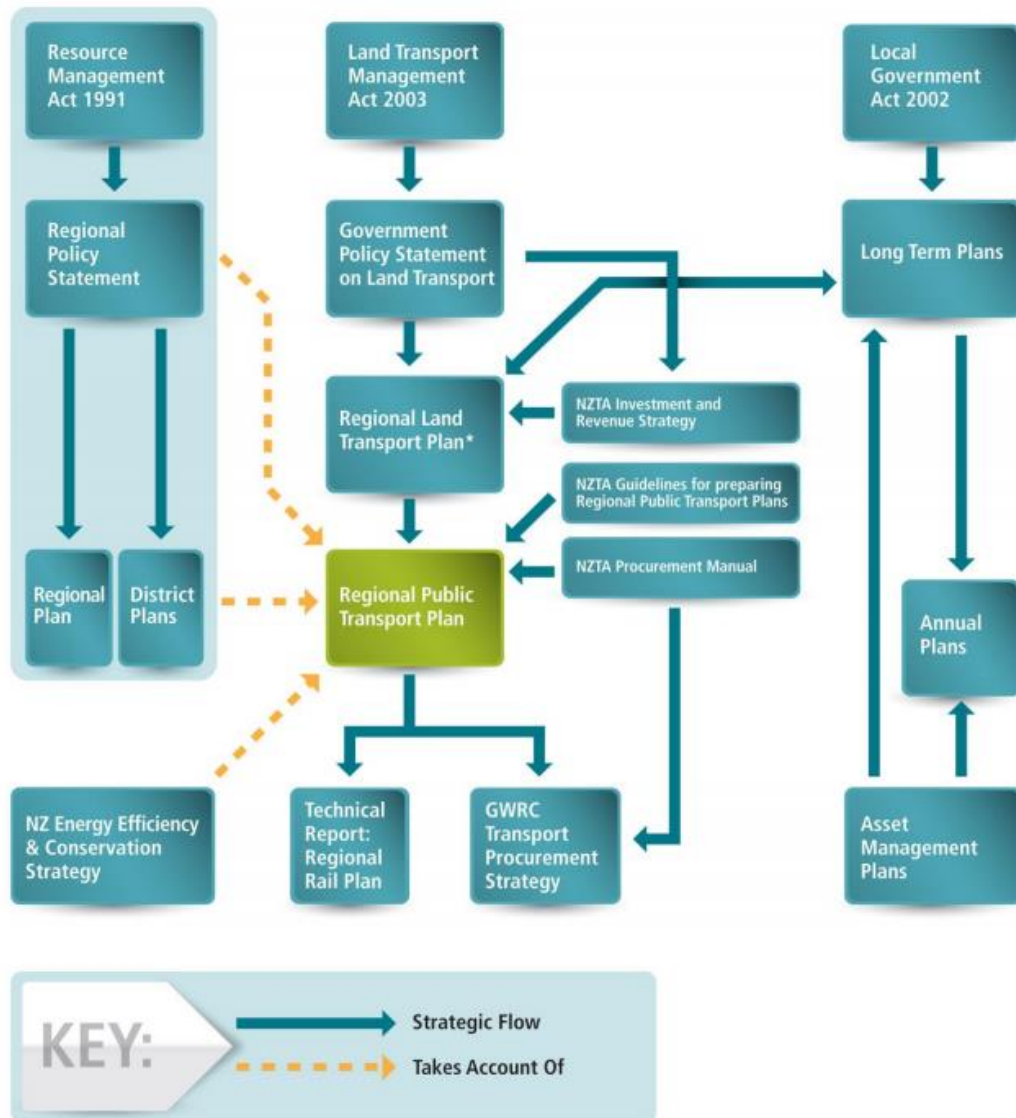 Resource
Management
Act 1991
Land Transport
Management
Act 2003
Local
Government
Act 2002
Regional
Policy
Statement
Government
Policy Statement
on Land Transport
Long Term Plans
Regional Land
Transport Plan*
NZTA Investment and
Revenue Strategy
NZTA Guidelines for preparing
Regional Public Transport Plans
NZTA Procurement Manual
Regional
Plan
District
Plans
Regional Public
Transport Plan
Annual
Plans
NZ Energy Efficiency
& Conservation
Strategy
Technical
Report:
Regional
Rail Plan
GWRC
Transport
Procurement
Strategy
Asset
Management
Plans
KEY:
Strategic Flow
Takes Account Of